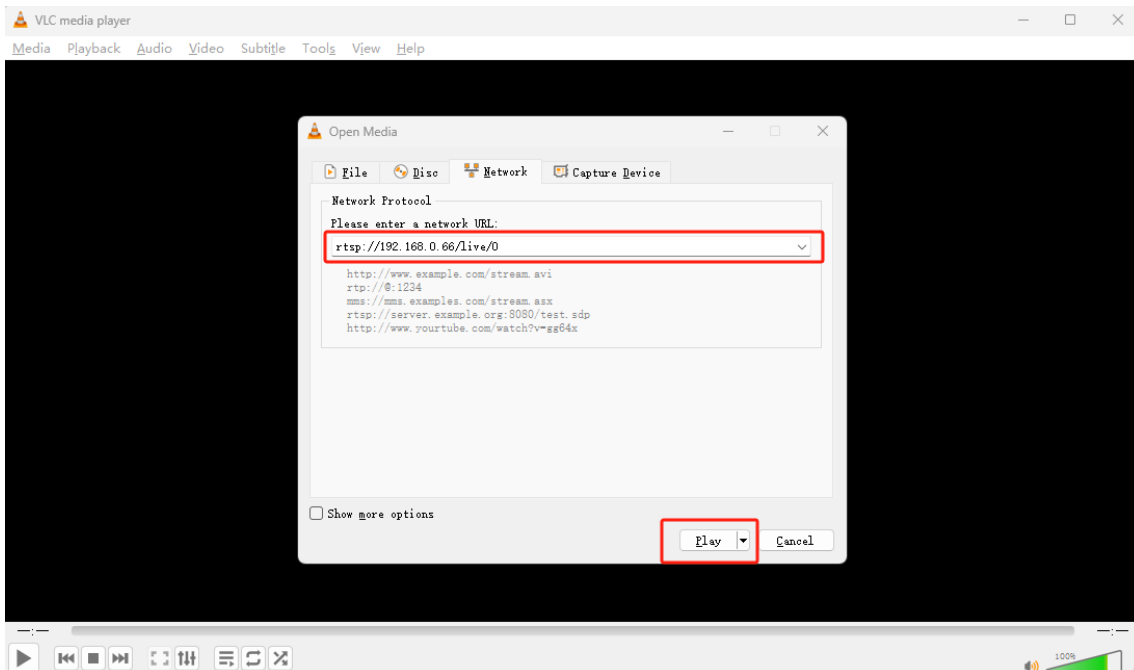 VLC media player
Media Playback Audio Video Subtitle Tools View Help
Open Media
File Disc Network Capture Device
Network Protocol
Please enter a network URL:
rtsp://192.168.0.66/live/0
http://www.example.com/stream.avi
rtp://@:1234
mms://mms.examples.com/stream.asx
rtsp://server.example.org:8080/test.sdp
http://www.yourtube.com/watch?v=gg64x
Show more options
Play Cancel
--:-- --:--
100%